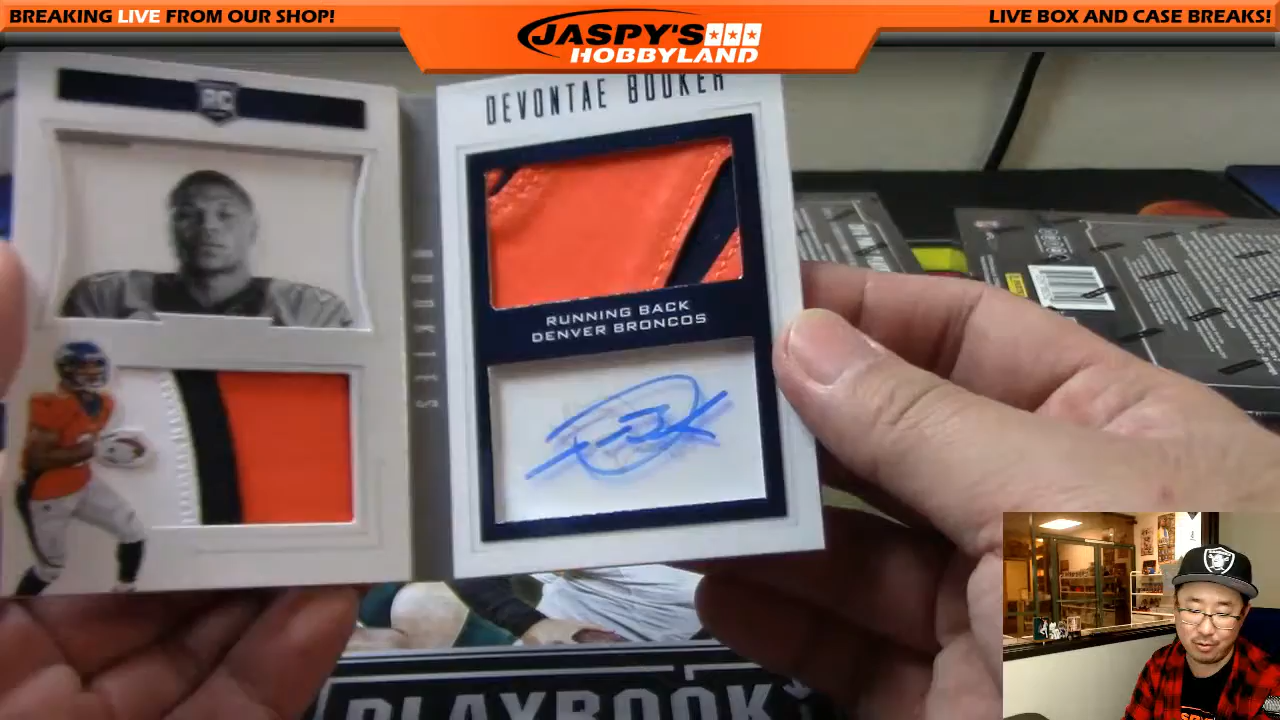 BREAKING LIVE FROM OUR SHOP!
JASPY'S
HOBBYLAND
LIVE BOX AND CASE BREAKS!
RC
DEVONTAE BOOKER
RUNNING BACK
DENVER BRONCOS
ROOKIES
PLAYBOOK